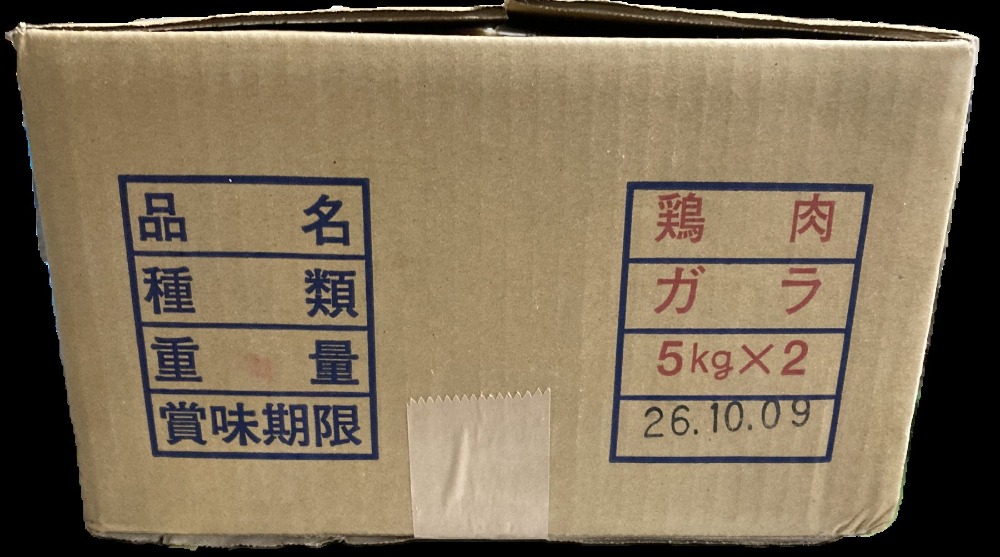 品名 鶏肉
種類 ガラ
重量 5kg×2
賞味期限 26.10.09